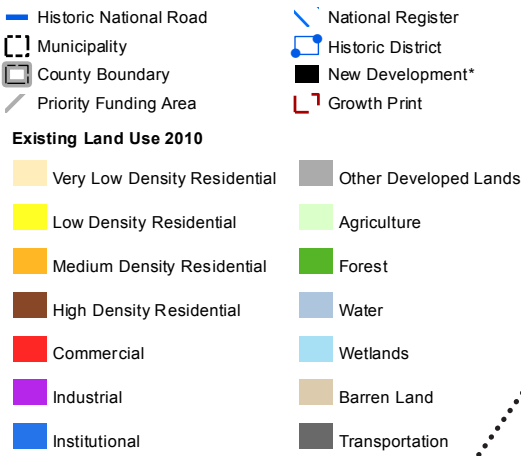 Historic National Road
National Register
Municipality
Historic District
County Boundary
New Development*
Priority Funding Area
Growth Print
Existing Land Use 2010
Very Low Density Residential
Other Developed Lands
Low Density Residential
Agriculture
Medium Density Residential
Forest
High Density Residential
Water
Commercial
Wetlands
Industrial
Barren Land
Institutional
Transportation